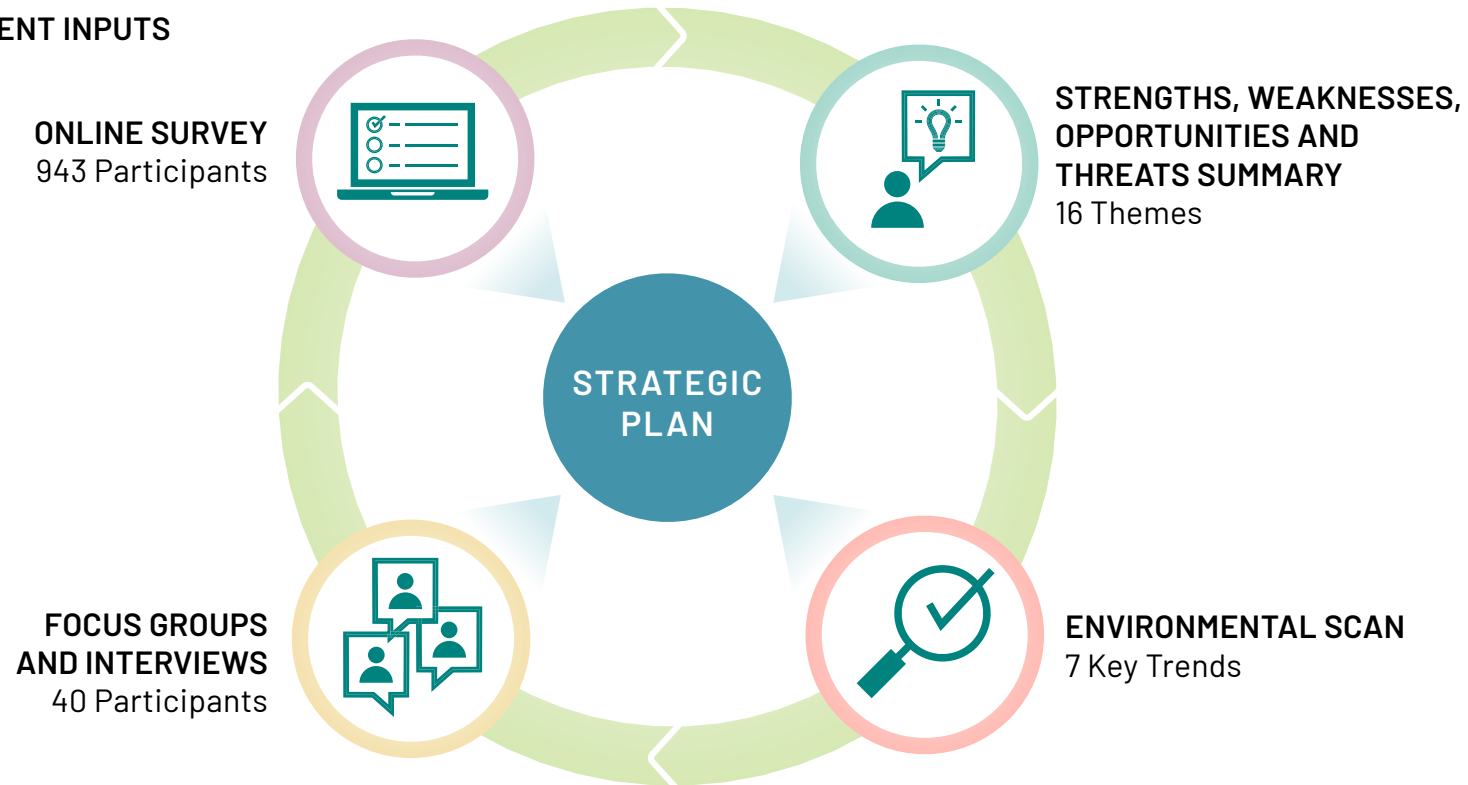 INPUTS
ONLINE SURVEY
943 Participants
STRENGTHS, WEAKNESSES,
OPPORTUNITIES AND
THREATS SUMMARY
16 Themes
STRATEGIC
PLAN
FOCUS GROUPS
AND INTERVIEWS
40 Participants
ENVIRONMENTAL SCAN
7 Key Trends